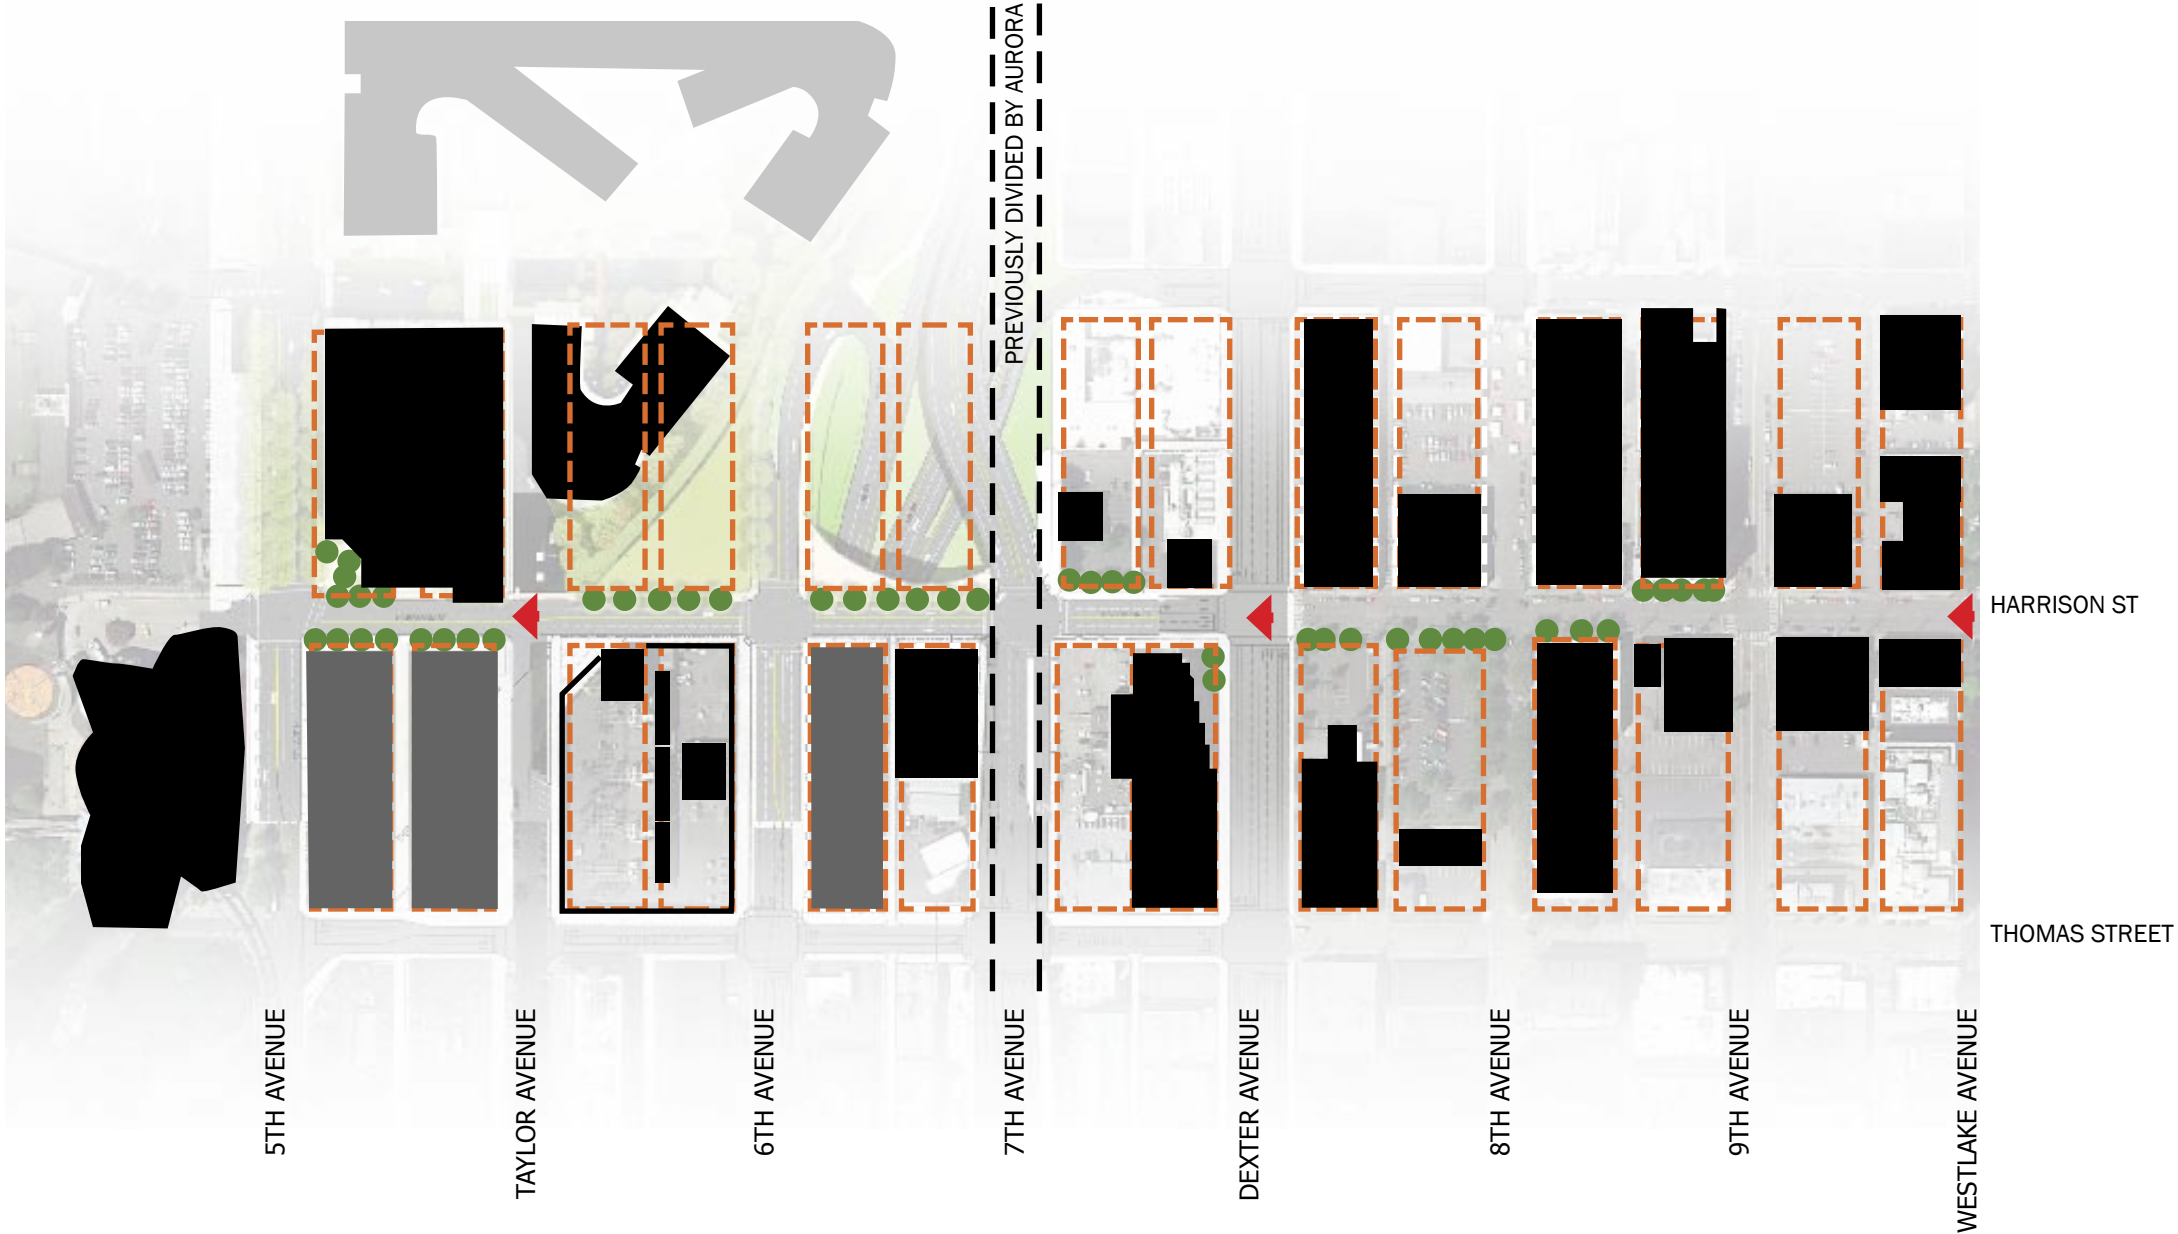 PREVIOUSLY DIVIDED BY AURORA
HARRISON ST
THOMAS STREET
5TH AVENUE
TAYLOR AVENUE
6TH AVENUE
7TH AVENUE
DEXTER AVENUE
8TH AVENUE
9TH AVENUE
WESTLAKE AVENUE